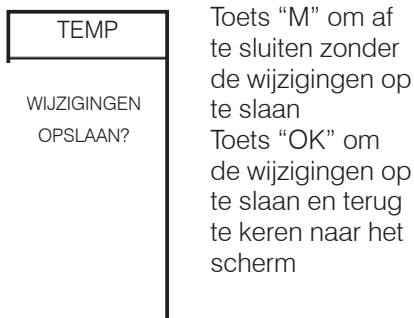 TEMP
WIJZIGINGEN
OPSLAAN?
Toets “M” om af
te sluiten zonder
de wijzigingen op
te slaan
Toets “OK” om
de wijzigingen op
te slaan en terug
te keren naar het
scherm